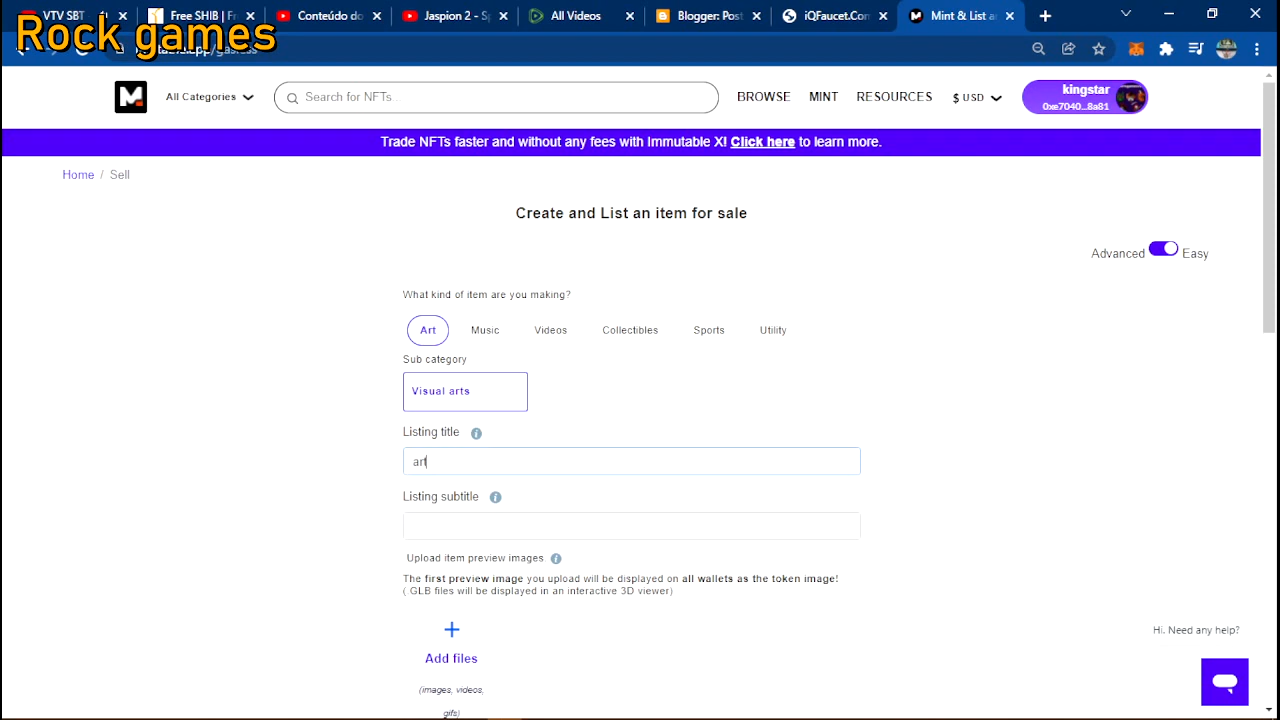 VTV SBT
Free SHIB | F
Conteúdo do
Jaspion 2 - Sp
All Videos
Blogger: Post
iQFaucet.Com
Mint & List an
Rock games
All Categories
Search for NFTs...
BROWSE
MINT
RESOURCES
$ USD
kingstar
0xe7040...8a81
Trade NFTs faster and without any fees with Immutable X! Click here to learn more.
Home / Sell
Create and List an item for sale
Advanced
Easy
What kind of item are you making?
Art
Music
Videos
Collectibles
Sports
Utility
Sub category
Visual arts
Listing title
art
Listing subtitle
Upload item preview images
The first preview image you upload will be displayed on all wallets as the token image!
( GLB files will be displayed in an interactive 3D viewer)
Add files
(images, videos,
gifs)
Hi. Need any help?